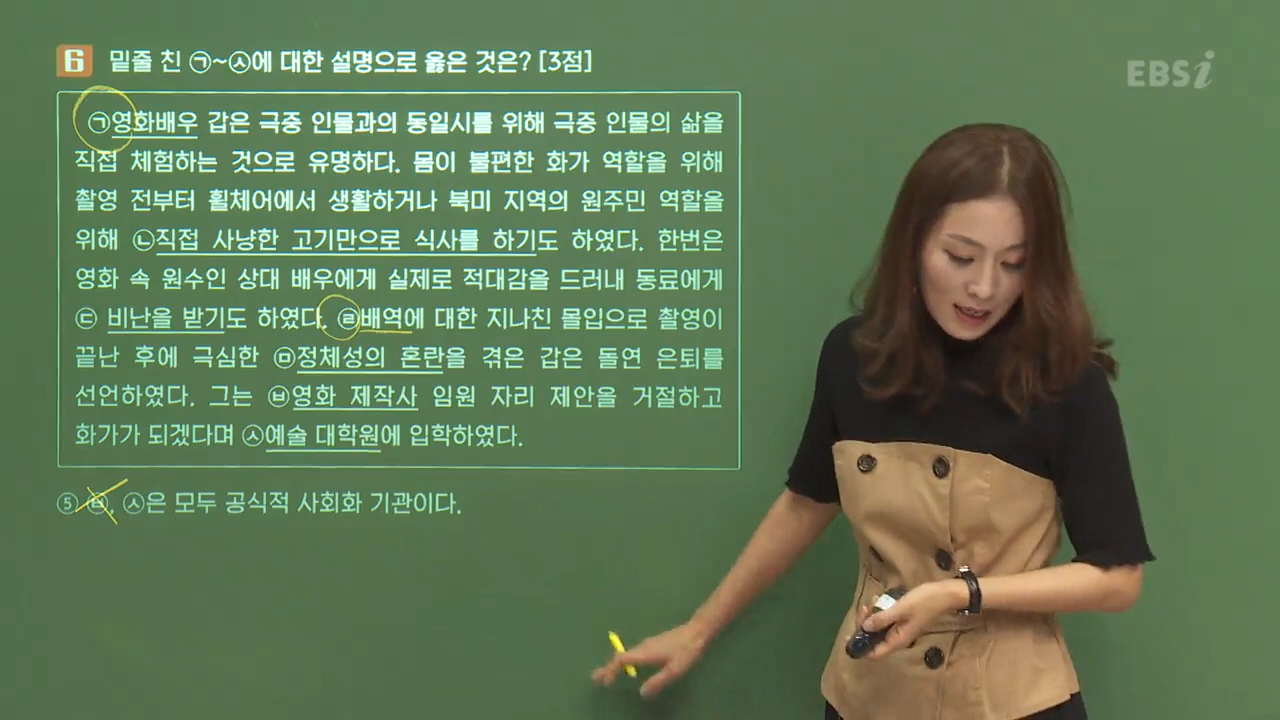 6 밑줄 친 ㉠~㉦에 대한 설명으로 옳은 것은? [3점]
EBSi
㉠영화배우 갑은 극중 인물과의 동일시를 위해 극중 인물의 삶을
직접 체험하는 것으로 유명하다. 몸이 불편한 화가 역할을 위해
촬영 전부터 휠체어에서 생활하거나 북미 지역의 원주민 역할을
위해 ㉡직접 사냥한 고기만으로 식사를 하기도 하였다. 한번은
영화 속 원수인 상대 배우에게 실제로 적대감을 드러내 동료에게
㉢ 비난을 받기도 하였다. ㉣배역에 대한 지나친 몰입으로 촬영이
끝난 후에 극심한 ㉤정체성의 혼란을 겪은 갑은 돌연 은퇴를
선언하였다. 그는 ㉥영화 제작사 임원 자리 제안을 거절하고
화가가 되겠다며 ㉦예술 대학원에 입학하였다.
⑤ ㉥, ㉦은 모두 공식적 사회화 기관이다.